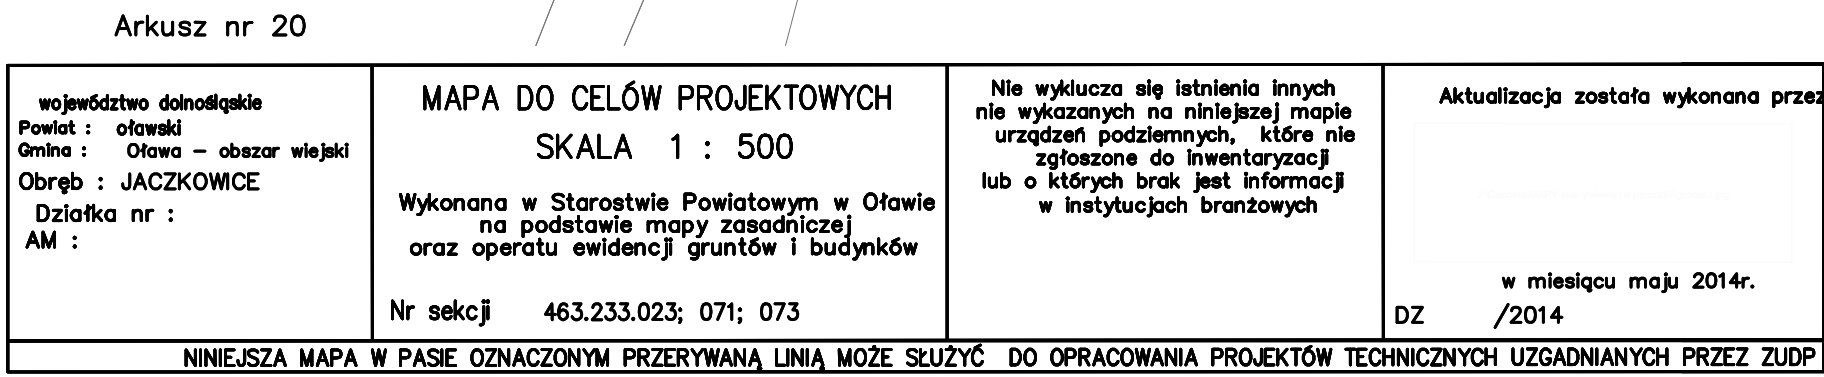 Arkusz nr 20
województwo dolnośląskie
Powiat : oławski
Gmina : Oława – obszar wiejski
Obręb : JACZKOWICE
Działka nr :
AM :
MAPA DO CELÓW PROJEKTOWYCH
SKALA 1 : 500
Wykonana w Starostwie Powiatowym w Oławie
na podstawie mapy zasadniczej
oraz operatu ewidencji gruntów i budynków
Nr sekcji 463.233.023; 071; 073
Nie wyklucza się istnienia innych
nie wykazanych na niniejszej mapie
urządzeń podziemnych, które nie
zgłoszone do inwentaryzacji
lub o których brak jest informacji
w instytucjach branżowych
Aktualizacja została wykonana przez
w miesiącu maju 2014r.
DZ /2014
NINIEJSZA MAPA W PASIE OZNACZONYM PRZERYWANĄ LINIĄ MOŻE SŁUŻYĆ DO OPRACOWANIA PROJEKTÓW TECHNICZNYCH UZGADNIANYCH PRZEZ ZUDP